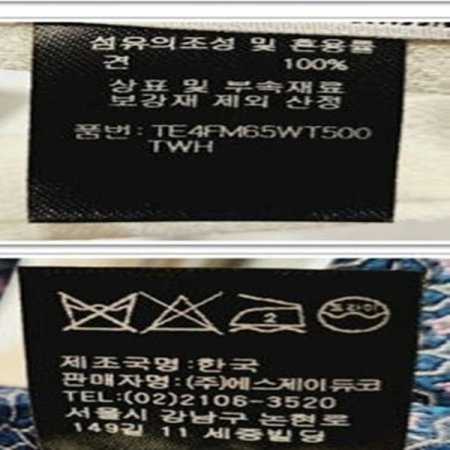 섬유의조성 및 혼용률
견 100%
상표 및 부속재료
보강재 제외 산정
품번: TE4FM65WT500
TWH
2 드라이
제조국명:한국
판매자명:(주)에스제이듀코
TEL:(02)2106-3520
서울시 강남구 논현로
149길 11 세종빌딩